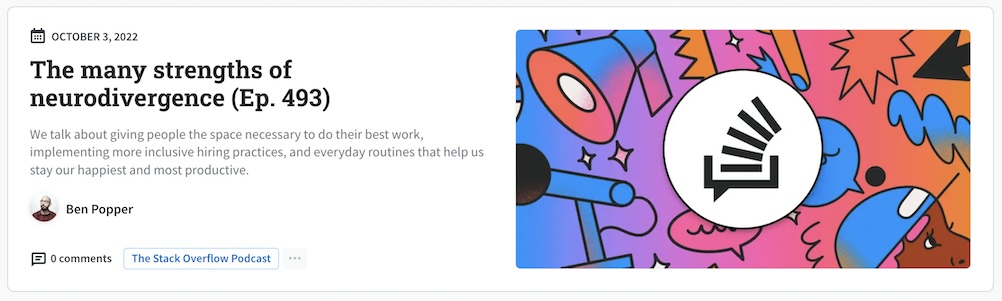 OCTOBER 3, 2022
The many strengths of
neurodivergence (Ep. 493)
We talk about giving people the space necessary to do their best work,
implementing more inclusive hiring practices, and everyday routines that help us
stay our happiest and most productive.
Ben Popper
0 comments
The Stack Overflow Podcast